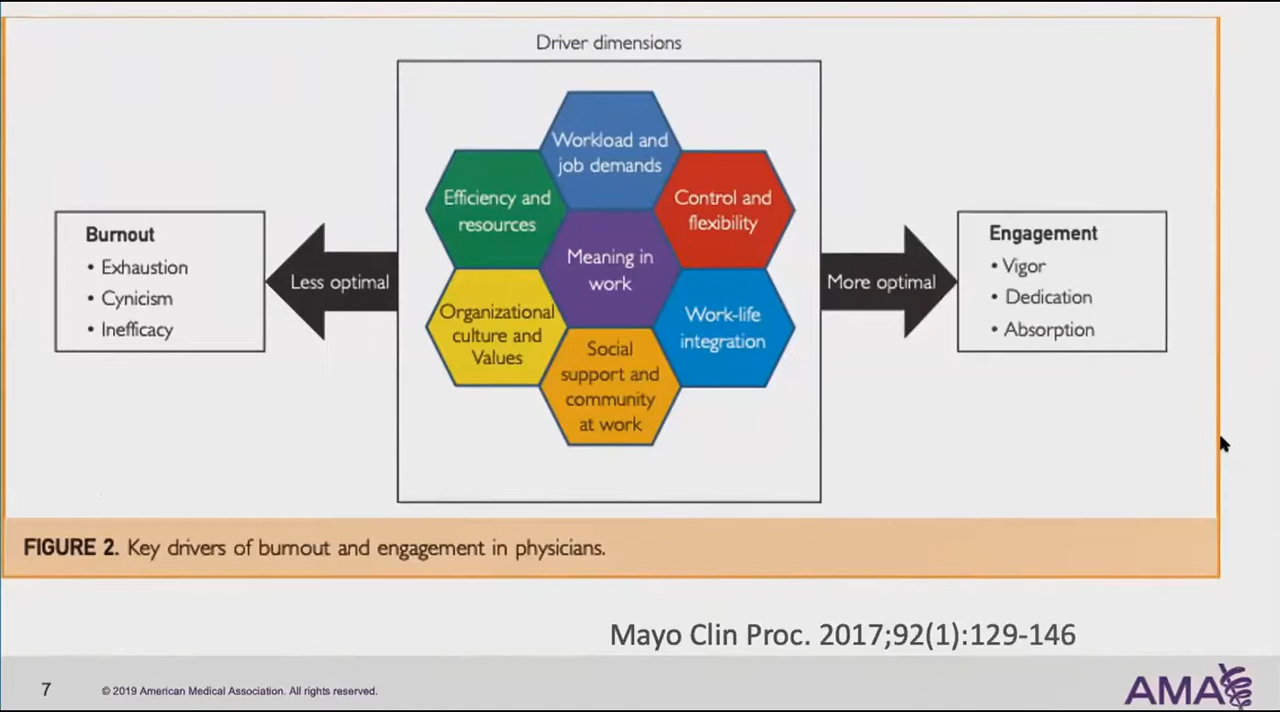 Driver dimensions
Workload and
job demands
Efficiency and
resources
Control and
flexibility
Meaning in
work
Organizational
culture and
Values
Work-life
integration
Social
support and
community
at work
Burnout
• Exhaustion
• Cynicism
• Inefficacy
Less optimal
More optimal
Engagement
• Vigor
• Dedication
• Absorption
FIGURE 2. Key drivers of burnout and engagement in physicians.
Mayo Clin Proc. 2017;92(1):129-146
7
© 2019 American Medical Association. All rights reserved.
AMA